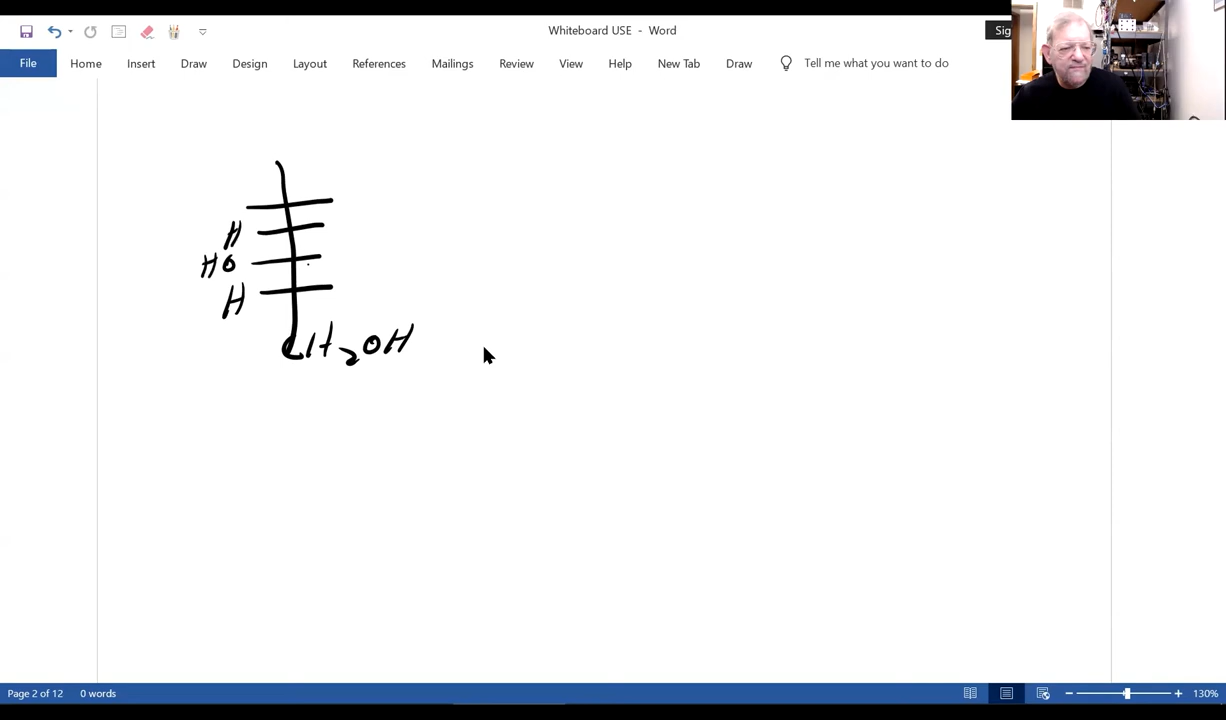 Whiteboard USE - Word
File Home Insert Draw Design Layout References Mailings Review View Help New Tab Draw Tell me what you want to do
H
HO
H
CH₂OH
Page 2 of 12 0 words 130%